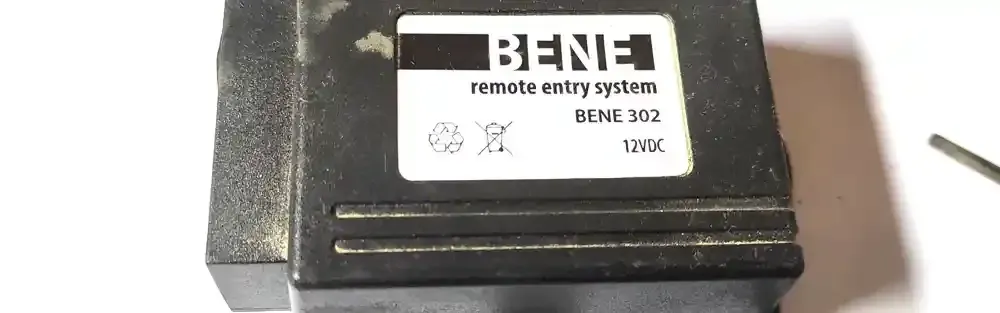 BENE
remote entry system
BENE 302
12VDC